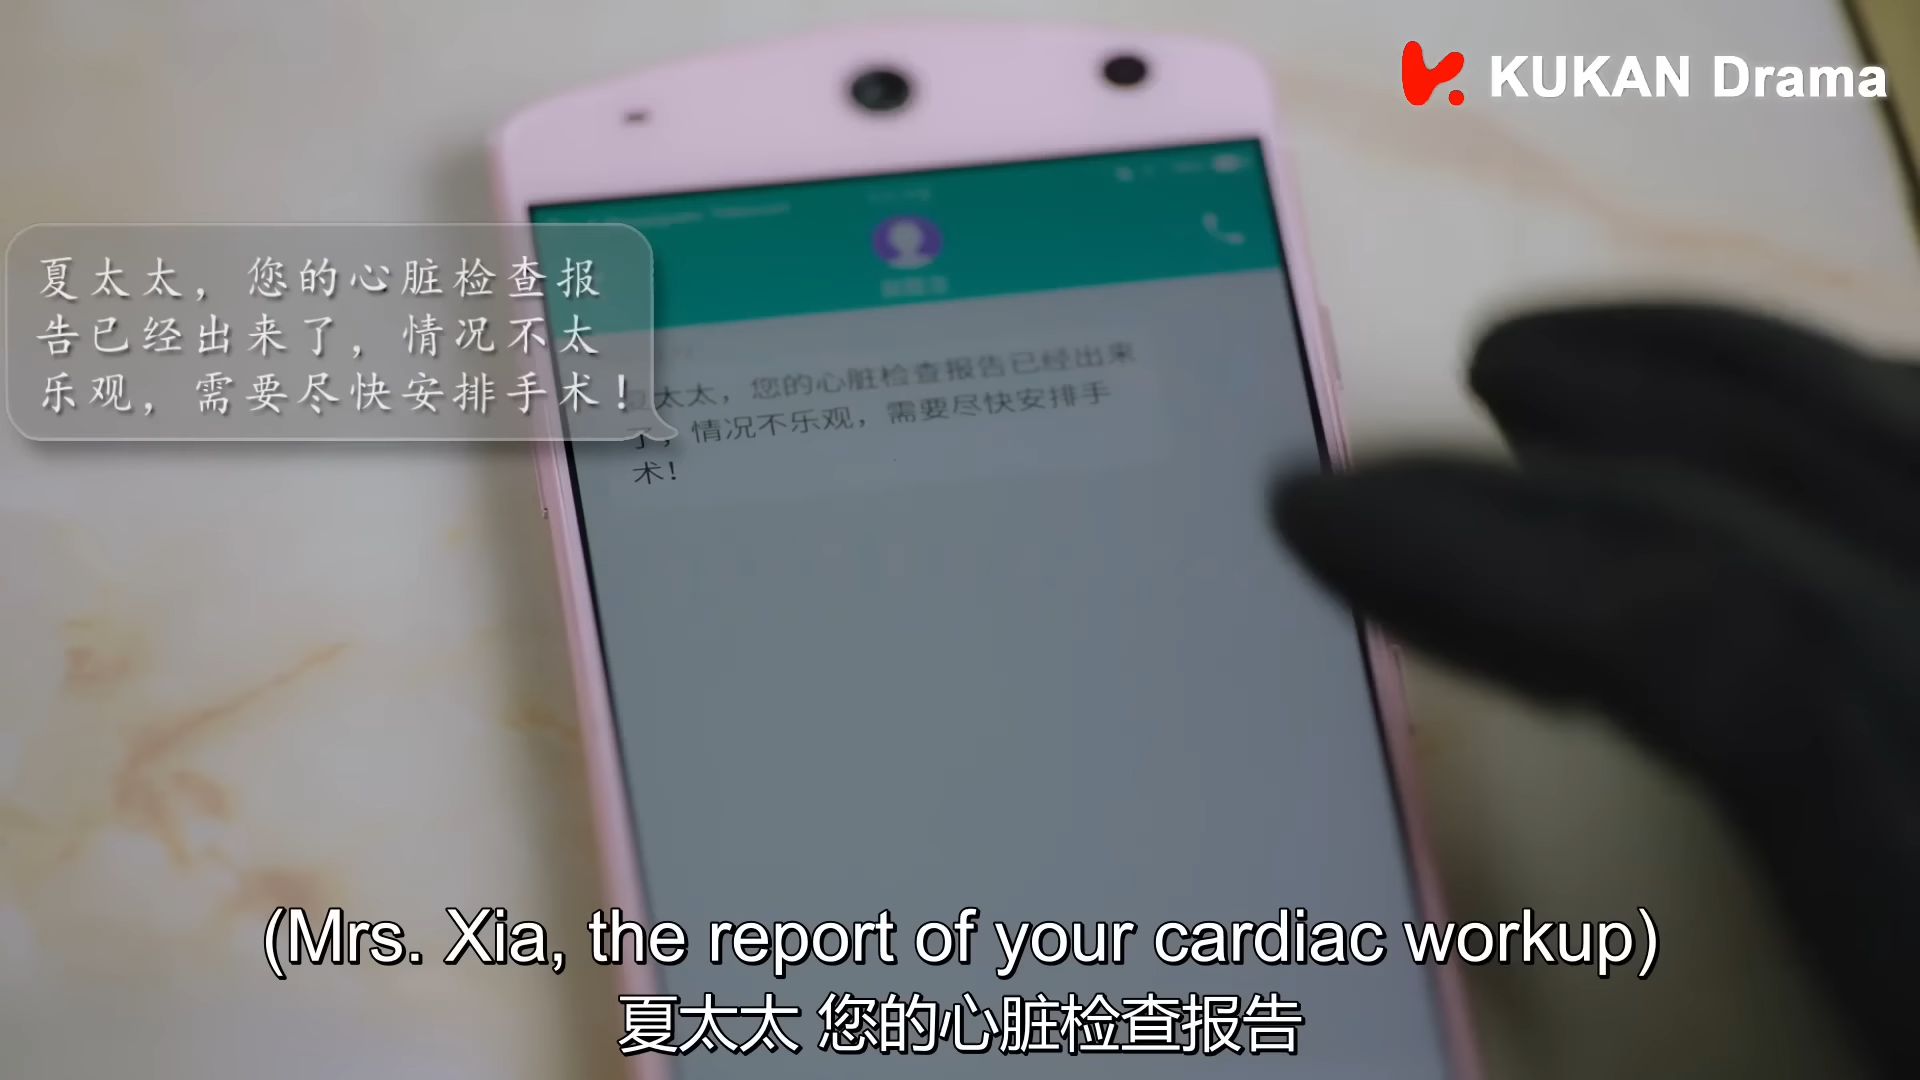 KUKAN Drama
夏太太，您的心脏检查报
告已经出来了，情况不太
乐观，需要尽快安排手术！
夏太太，您的心脏检查报告已经出来
了，情况不乐观，需要尽快安排手
术！
(Mrs. Xia, the report of your cardiac workup)
夏太太 您的心脏检查报告